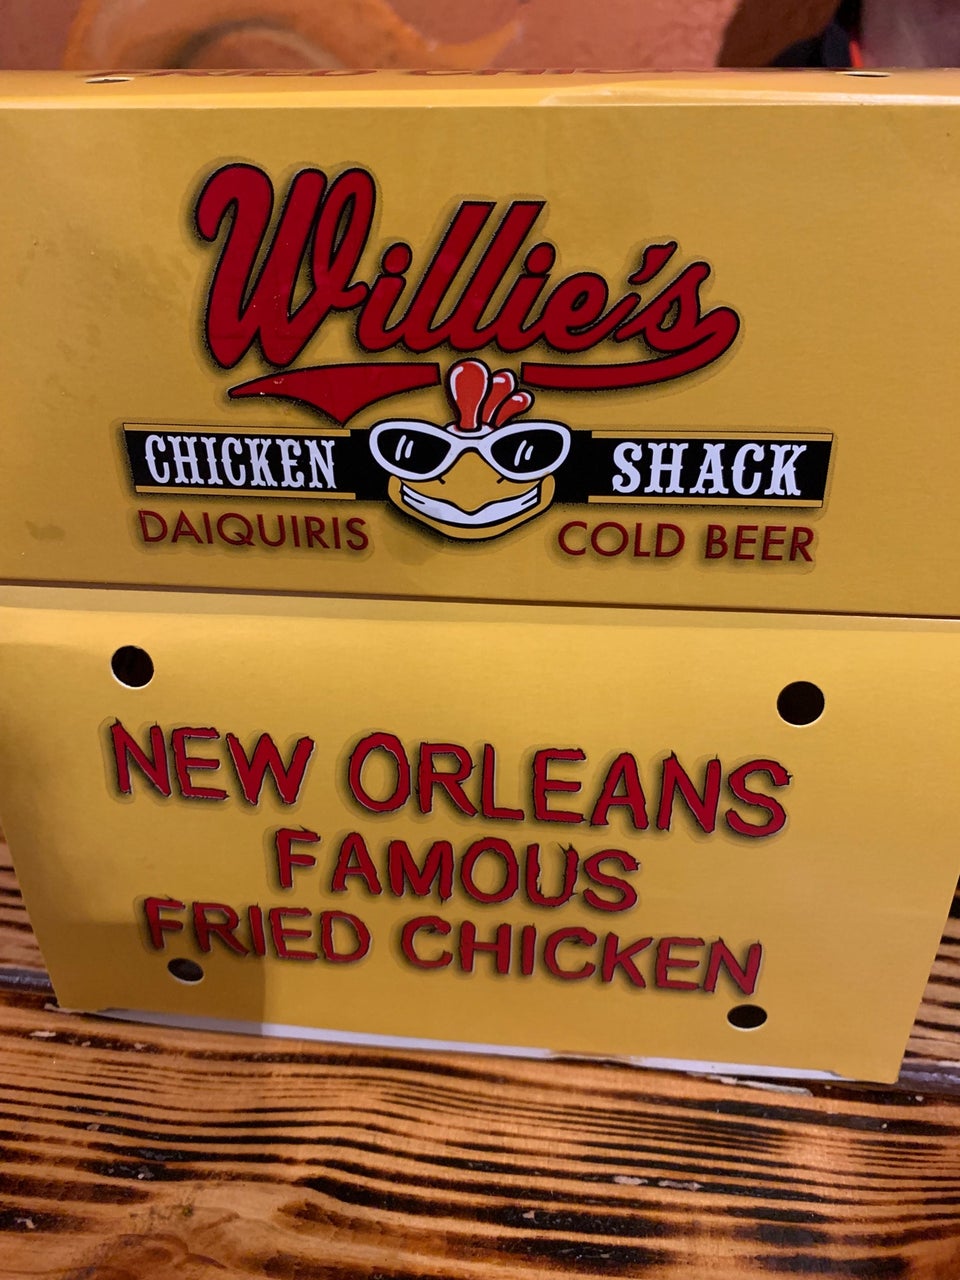 Willie's
CHICKEN SHACK
DAIQUIRIS COLD BEER
NEW ORLEANS
FAMOUS
FRIED CHICKEN